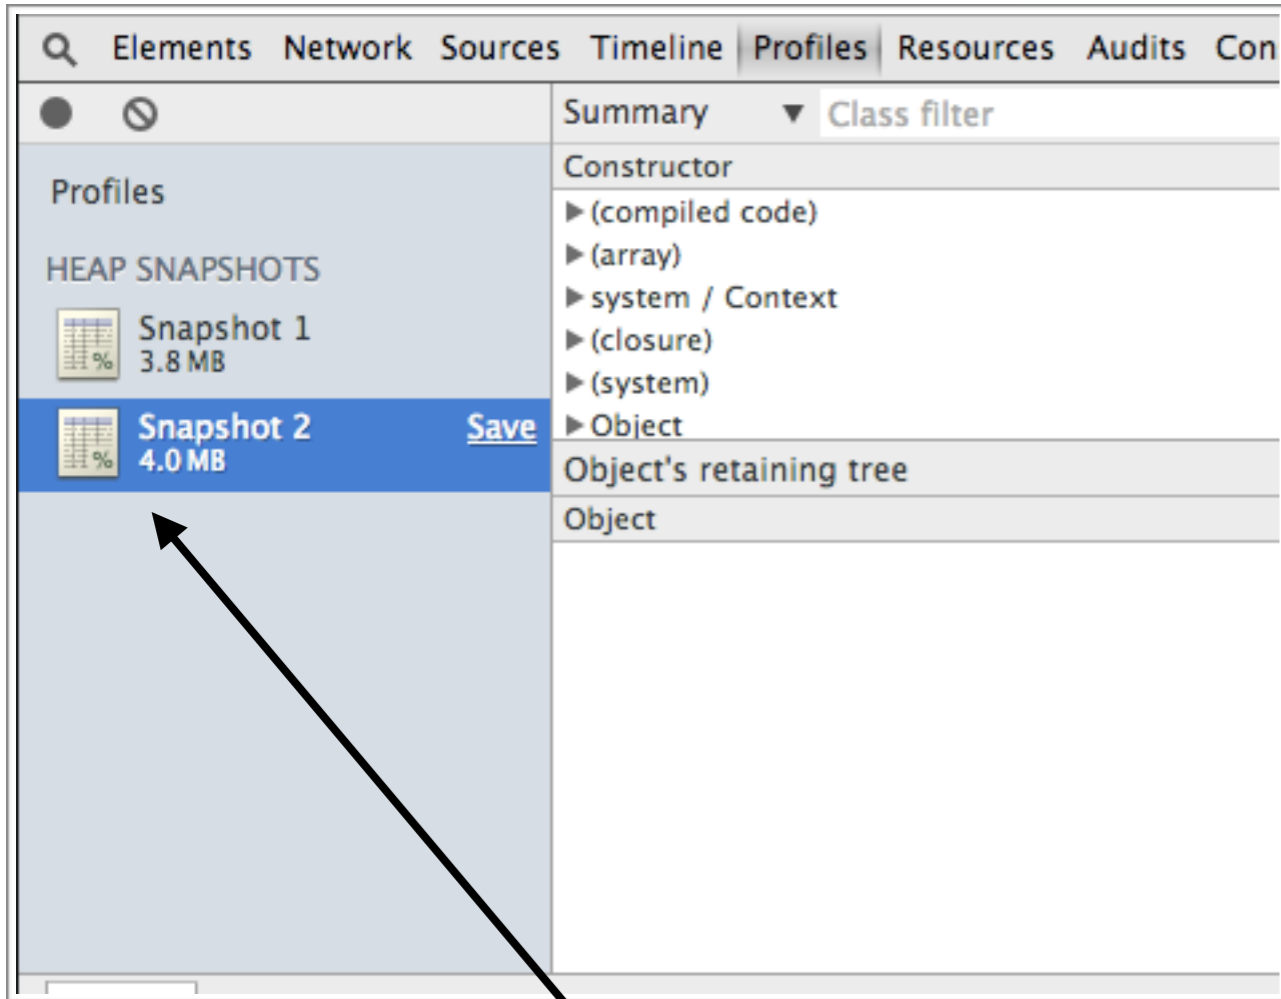 Elements Network Sources Timeline Profiles Resources Audits Con
Summary ▼ Class filter
Profiles
HEAP SNAPSHOTS
Snapshot 1
3.8 MB
Snapshot 2 Save
4.0 MB
Constructor
▶ (compiled code)
▶ (array)
▶ system / Context
▶ (closure)
▶ (system)
▶ Object
Object's retaining tree
Object